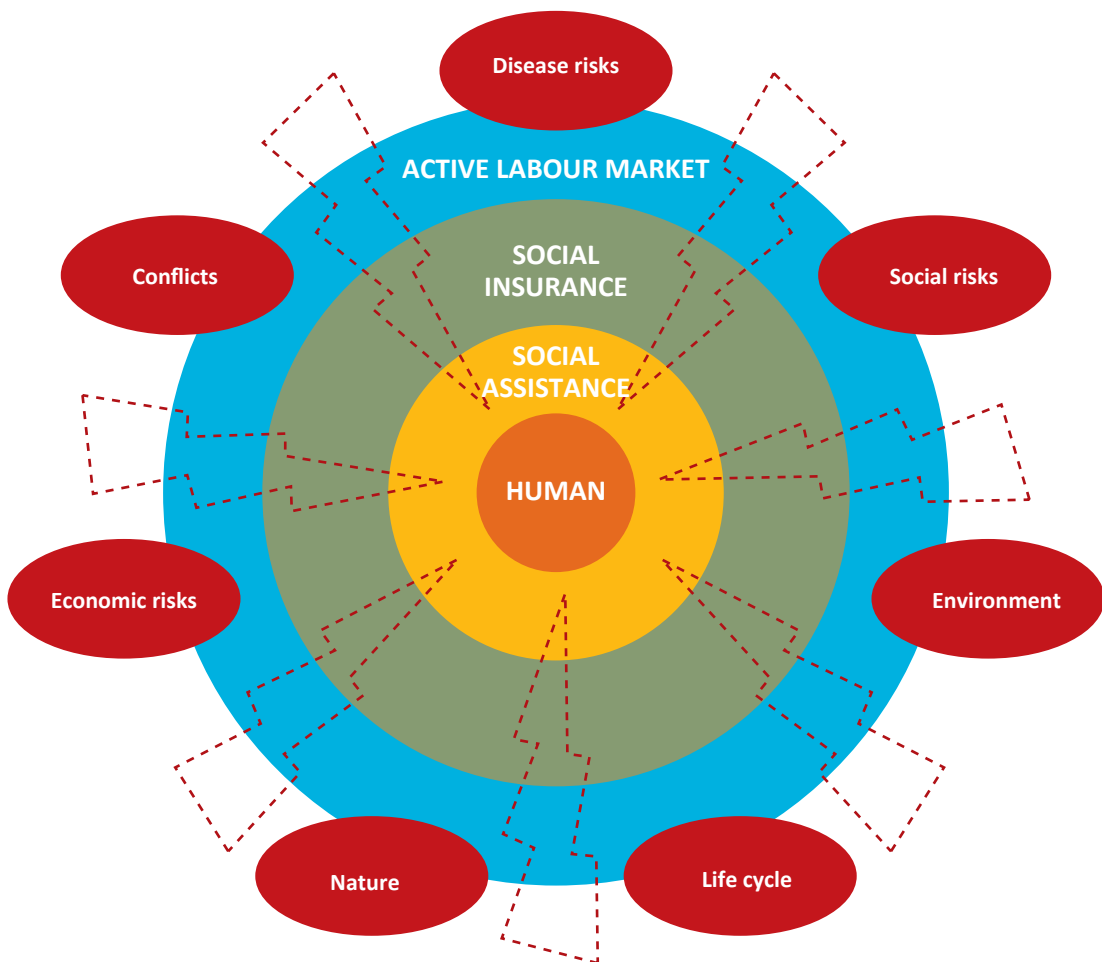 Disease risks
ACTIVE LABOUR MARKET
Conflicts
SOCIAL
INSURANCE
Social risks
SOCIAL
ASSISTANCE
HUMAN
Economic risks
Environment
Nature
Life cycle